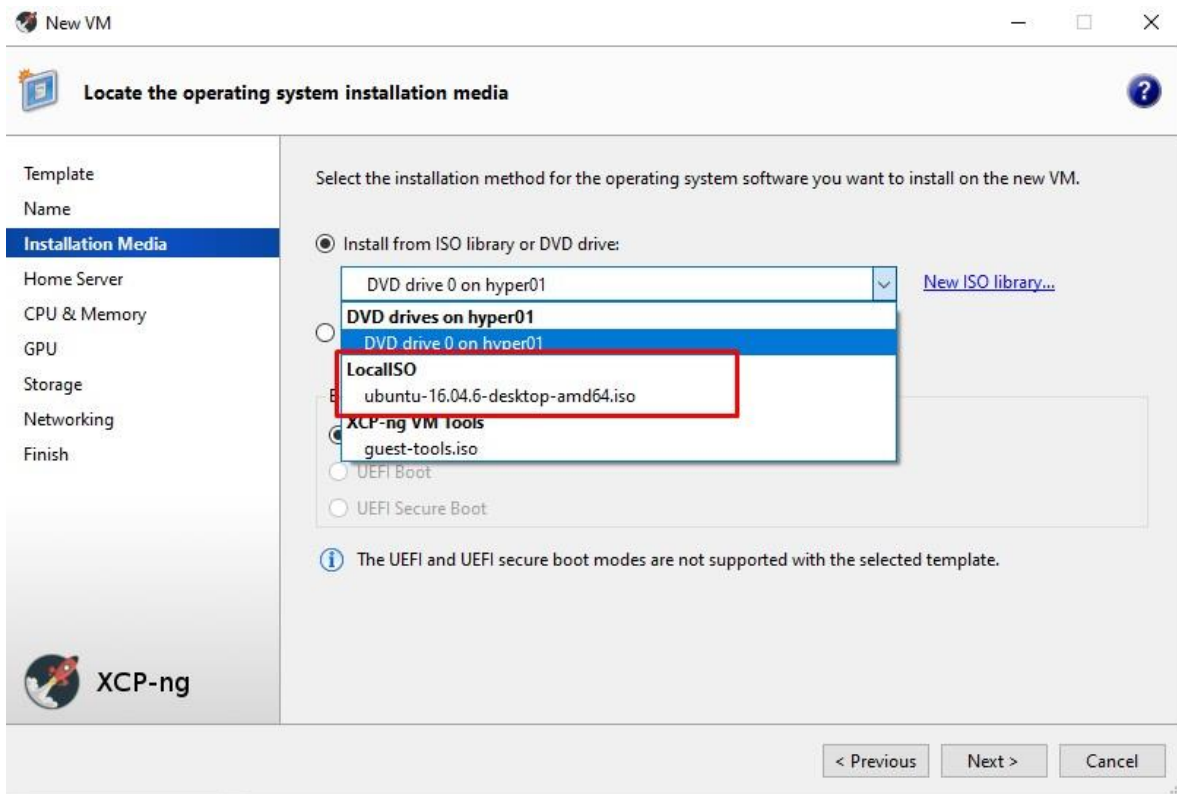 New VM
Locate the operating system installation media
?
Template
Name
Installation Media
Home Server
CPU & Memory
GPU
Storage
Networking
Finish
XCP-ng
Select the installation method for the operating system software you want to install on the new VM.
Install from ISO library or DVD drive:
DVD drive 0 on hyper01
New ISO library...
DVD drives on hyper01
DVD drive 0 on hyper01
LocalISO
ubuntu-16.04.6-desktop-amd64.iso
XCP-ng VM Tools
guest-tools.iso
UEFI Boot
UEFI Secure Boot
The UEFI and UEFI secure boot modes are not supported with the selected template.
< Previous
Next >
Cancel